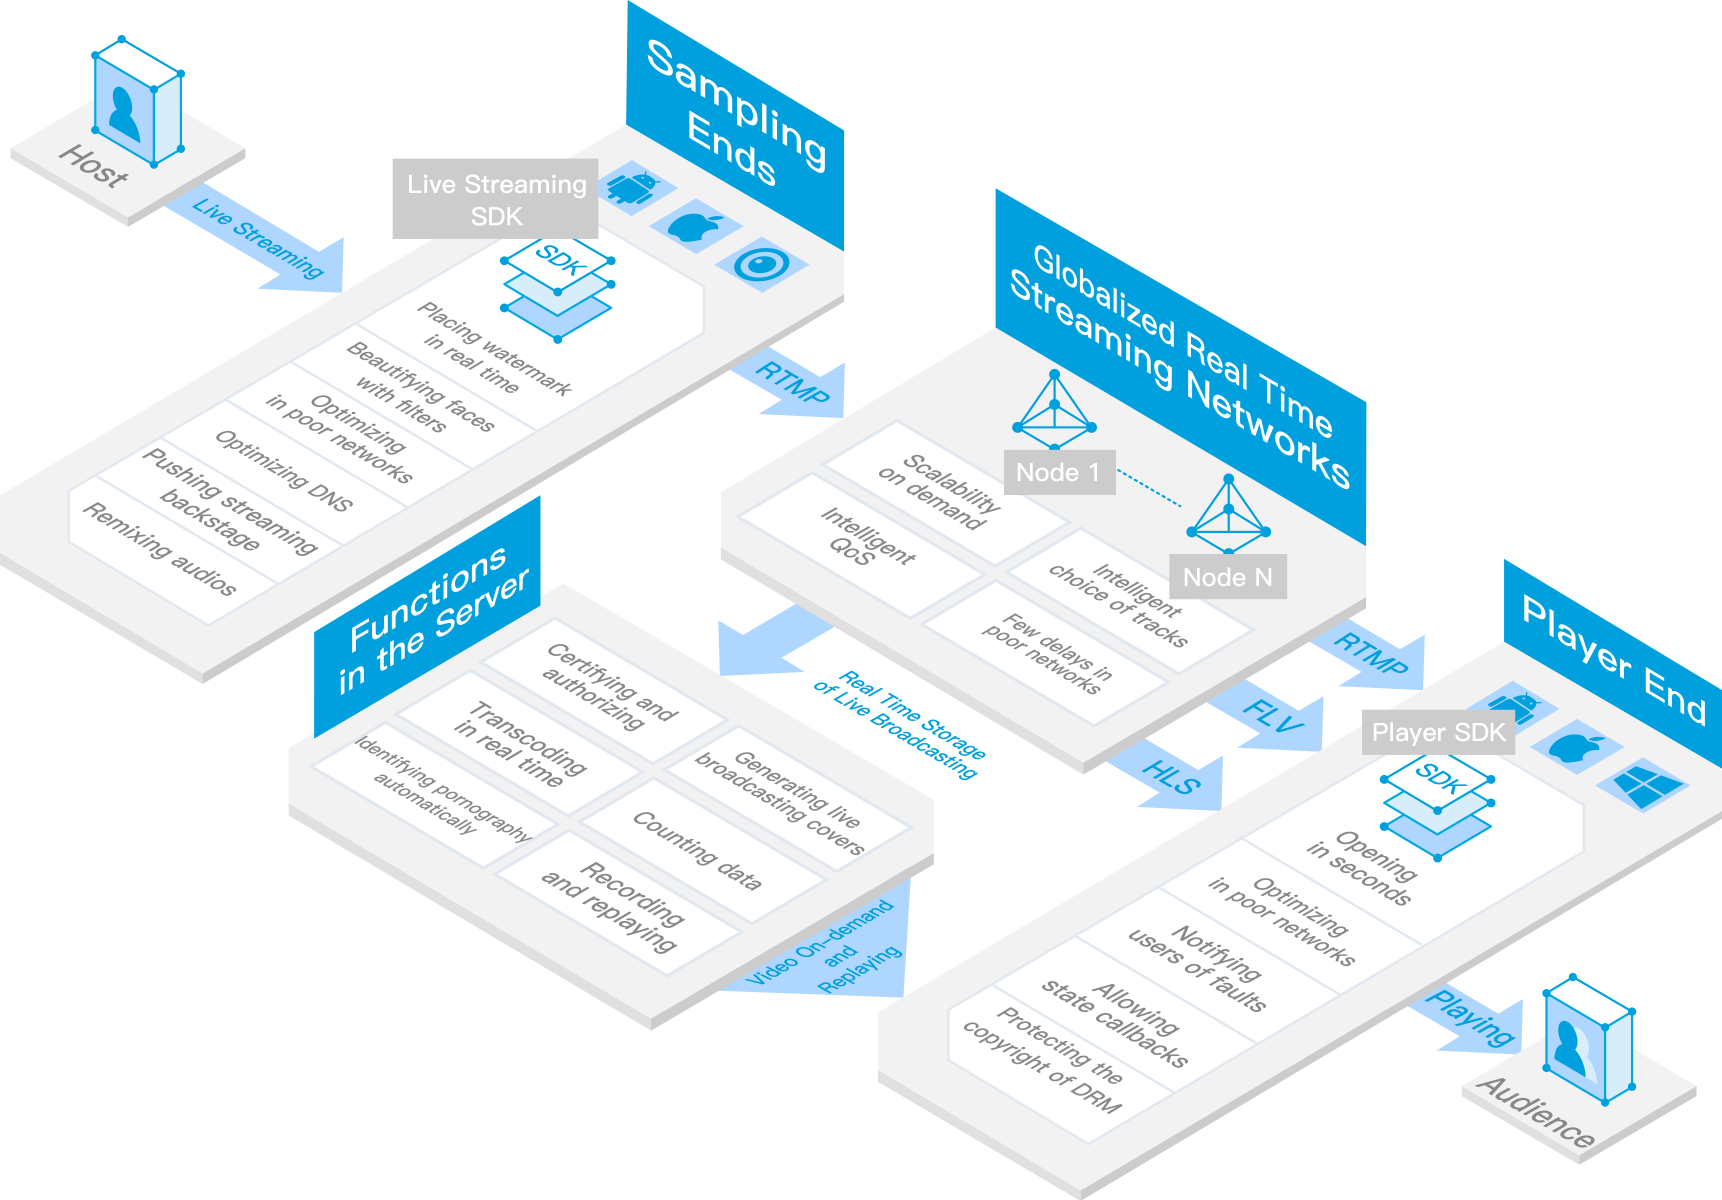 Host
Live Streaming
Sampling
Ends
Live Streaming
SDK
SDK
Placing watermark
in real time
Beautifying faces
with filters
Optimizing
in poor networks
Optimizing DNS
Pushing streaming
backstage
Remixing audios
RTMP
Globalized Real Time
Streaming Networks
Node 1
Node N
Scalability
on demand
Intelligent
QoS
Intelligent
choice of tracks
Few delays in
poor networks
Real Time Storage
of Live Broadcasting
Functions
in the Server
Certifying and
authorizing
Transcoding
in real time
Identifying pornography
automatically
Generating live
broadcasting covers
Counting data
Recording
and replaying
Video On-demand
and
Replaying
RTMP
FLV
HLS
Player End
Player SDK
SDK
Opening
in seconds
Optimizing
in poor networks
Notifying
users of faults
Allowing
state callbacks
Protecting the
copyright of DRM
Playing
Audience